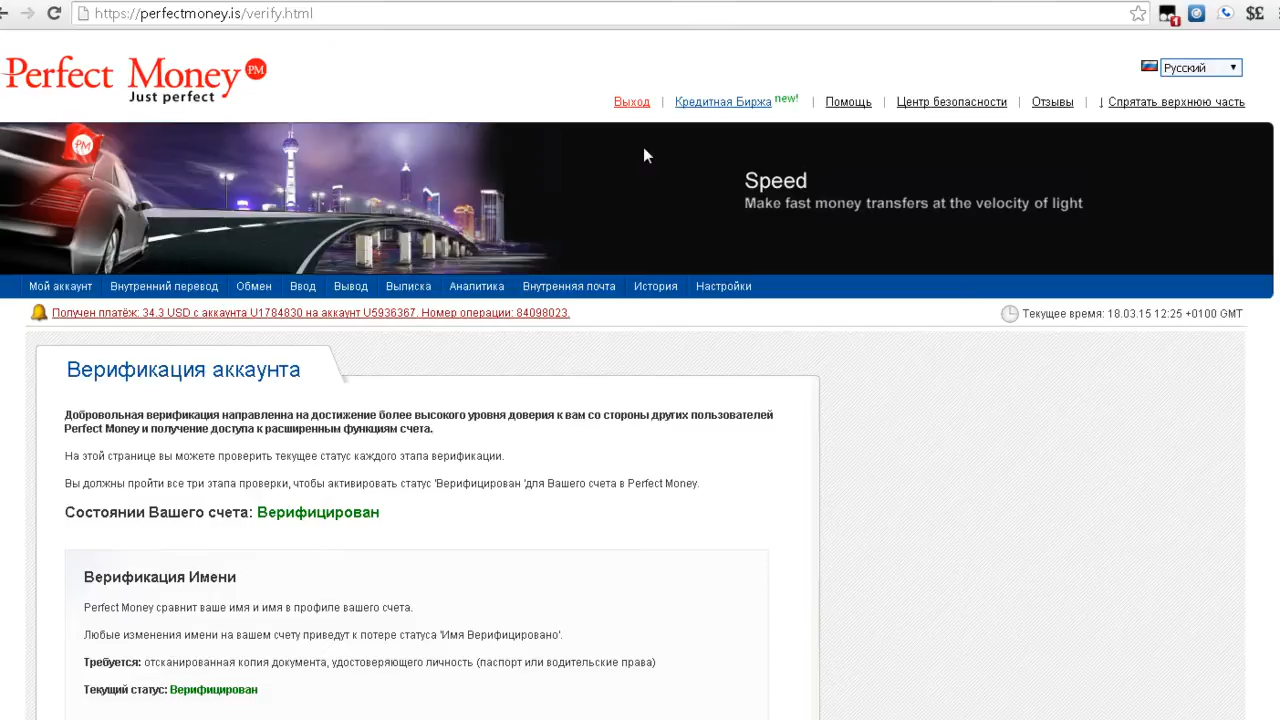 https://perfectmoney.is/verify.html
1
$£
Perfect Money PM
Just perfect
Русский
Выход | Кредитная Биржа new! | Помощь | Центр безопасности | Отзывы | ↓ Спрятать верхнюю часть
PM
Speed
Make fast money transfers at the velocity of light
Мой аккаунт Внутренний перевод Обмен Ввод Вывод Выписка Аналитика Внутренняя почта История Настройки
Получен платёж: 34.3 USD с аккаунта U1784830 на аккаунт U5936367. Номер операции: 84098023.
Текущее время: 18.03.15 12:25 +0100 GMT
Верификация аккаунта
Добровольная верификация направленна на достижение более высокого уровня доверия к вам со стороны других пользователей
Perfect Money и получение доступа к расширенным функциям счета.
На этой странице вы можете проверить текущее статус каждого этапа верификации.
Вы должны пройти все три этапа проверки, чтобы активировать статус 'Верифицирован 'для Вашего счета в Perfect Money.
Состоянии Вашего счета: Верифицирован
Верификация Имени
Perfect Money сравнит ваше имя и имя в профиле вашего счета.
Любые изменения имени на вашем счету приведут к потере статуса 'Имя Верифицировано'.
Требуется: отсканированная копия документа, удостоверяющего личность (паспорт или водительские права)
Текущий статус: Верифицирован